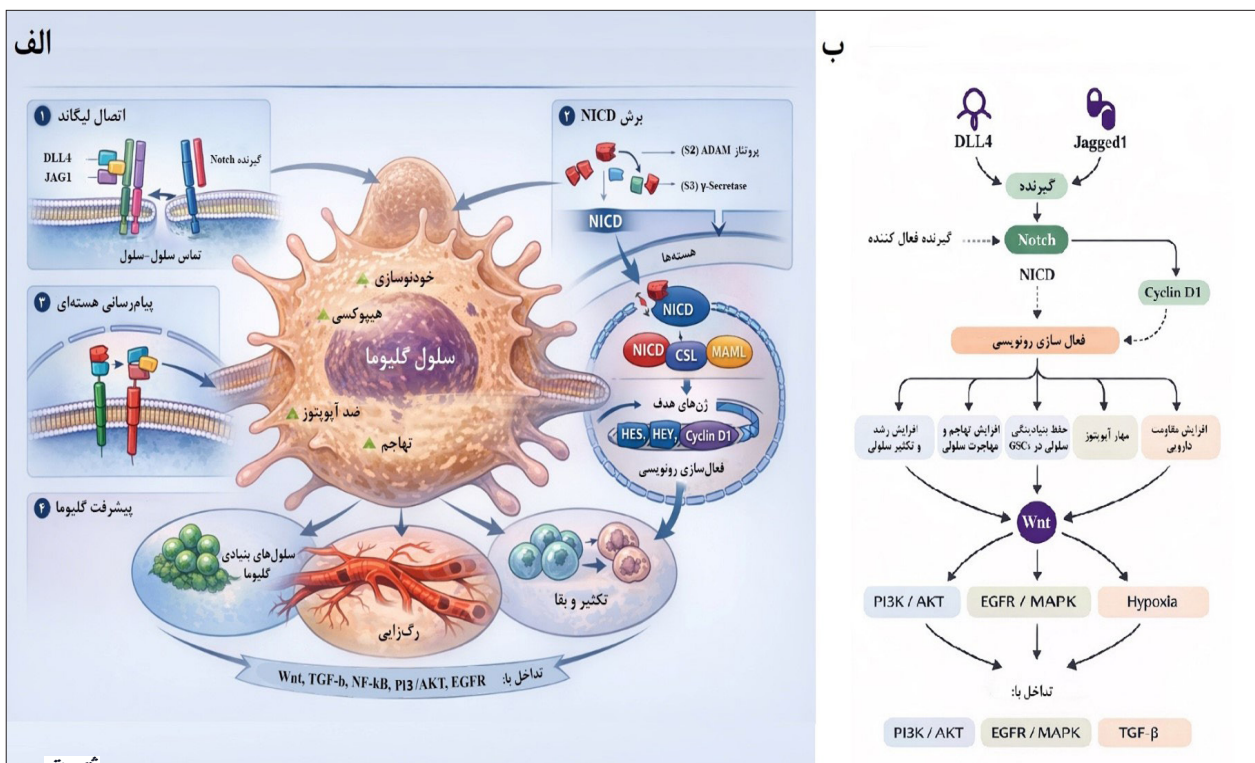 الف
۱ اتصال لیگاند
DLL4
JAG1
گیرنده Notch
تماس سلول-سلول
۲ برش NICD
پروتئاز ADAM (S2)
(S3) γ-Secretase
NICD
هسته‌ها
NICD
NICD CSL MAML
ژن‌های هدف
HES, HEY, Cyclin D1
فعال‌سازی رونویسی
۳ پیام‌رسانی هسته‌ای
خودنوسازی
هیپوکسی
سلول گلیوما
ضد آپوپتوز
تهاجم
۴ پیشرفت گلیوما
سلول‌های بنیادی
گلیوما
رگ‌زایی
تکثیر و بقا
تداخل با: Wnt, TGF-b, NF-kB, PI3/AKT, EGFR
ب
DLL4
Jagged1
گیرنده
گیرنده فعال کننده
Notch
NICD
Cyclin D1
فعال سازی رونویسی
افزایش رشد
و تکثیر سلولی
افزایش تهاجم و
مهاجرت سلولی
حفظ بنیادینگی
سلولی در GSCs
مهار آپوپتوز
افزایش مقاومت
دارویی
Wnt
PI3K / AKT
EGFR / MAPK
Hypoxia
تداخل با:
PI3K / AKT
EGFR / MAPK
TGF-β